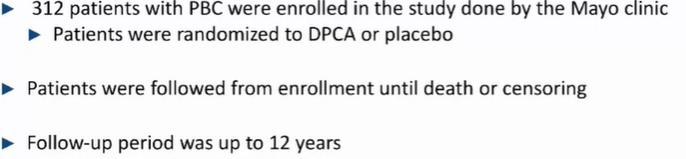 312 patients with PBC were enrolled in the study done by the Mayo clinic
Patients were randomized to DPCA or placebo
Patients were followed from enrollment until death or censoring
Follow-up period was up to 12 years